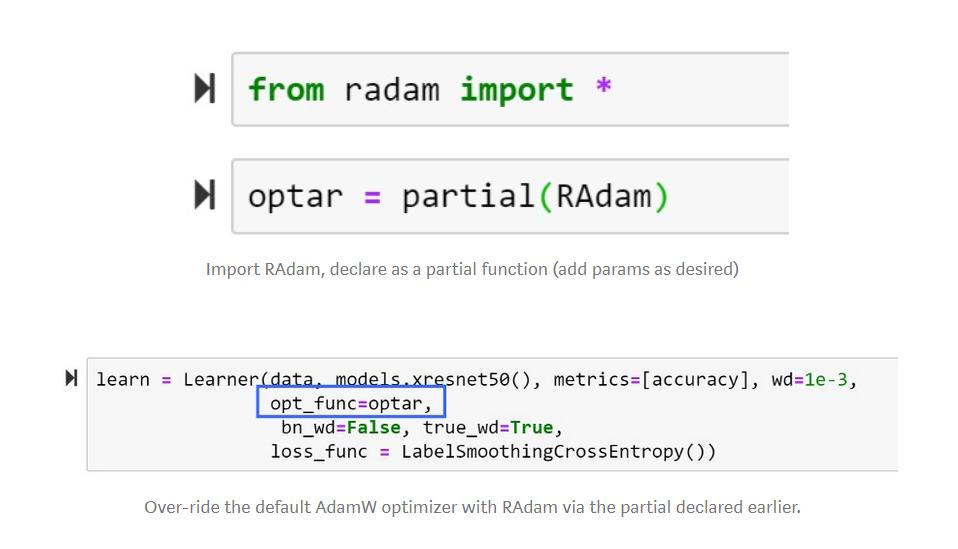 from radam import *
optar = partial(RAdam)
Import RAdam, declare as a partial function (add params as desired)
learn = Learner(data, models.xresnet50(), metrics=[accuracy], wd=1e-3,
opt_func=optar,
bn_wd=False, true_wd=True,
loss_func = LabelSmoothingCrossEntropy())
Over-ride the default AdamW optimizer with RAdam via the partial declared earlier.